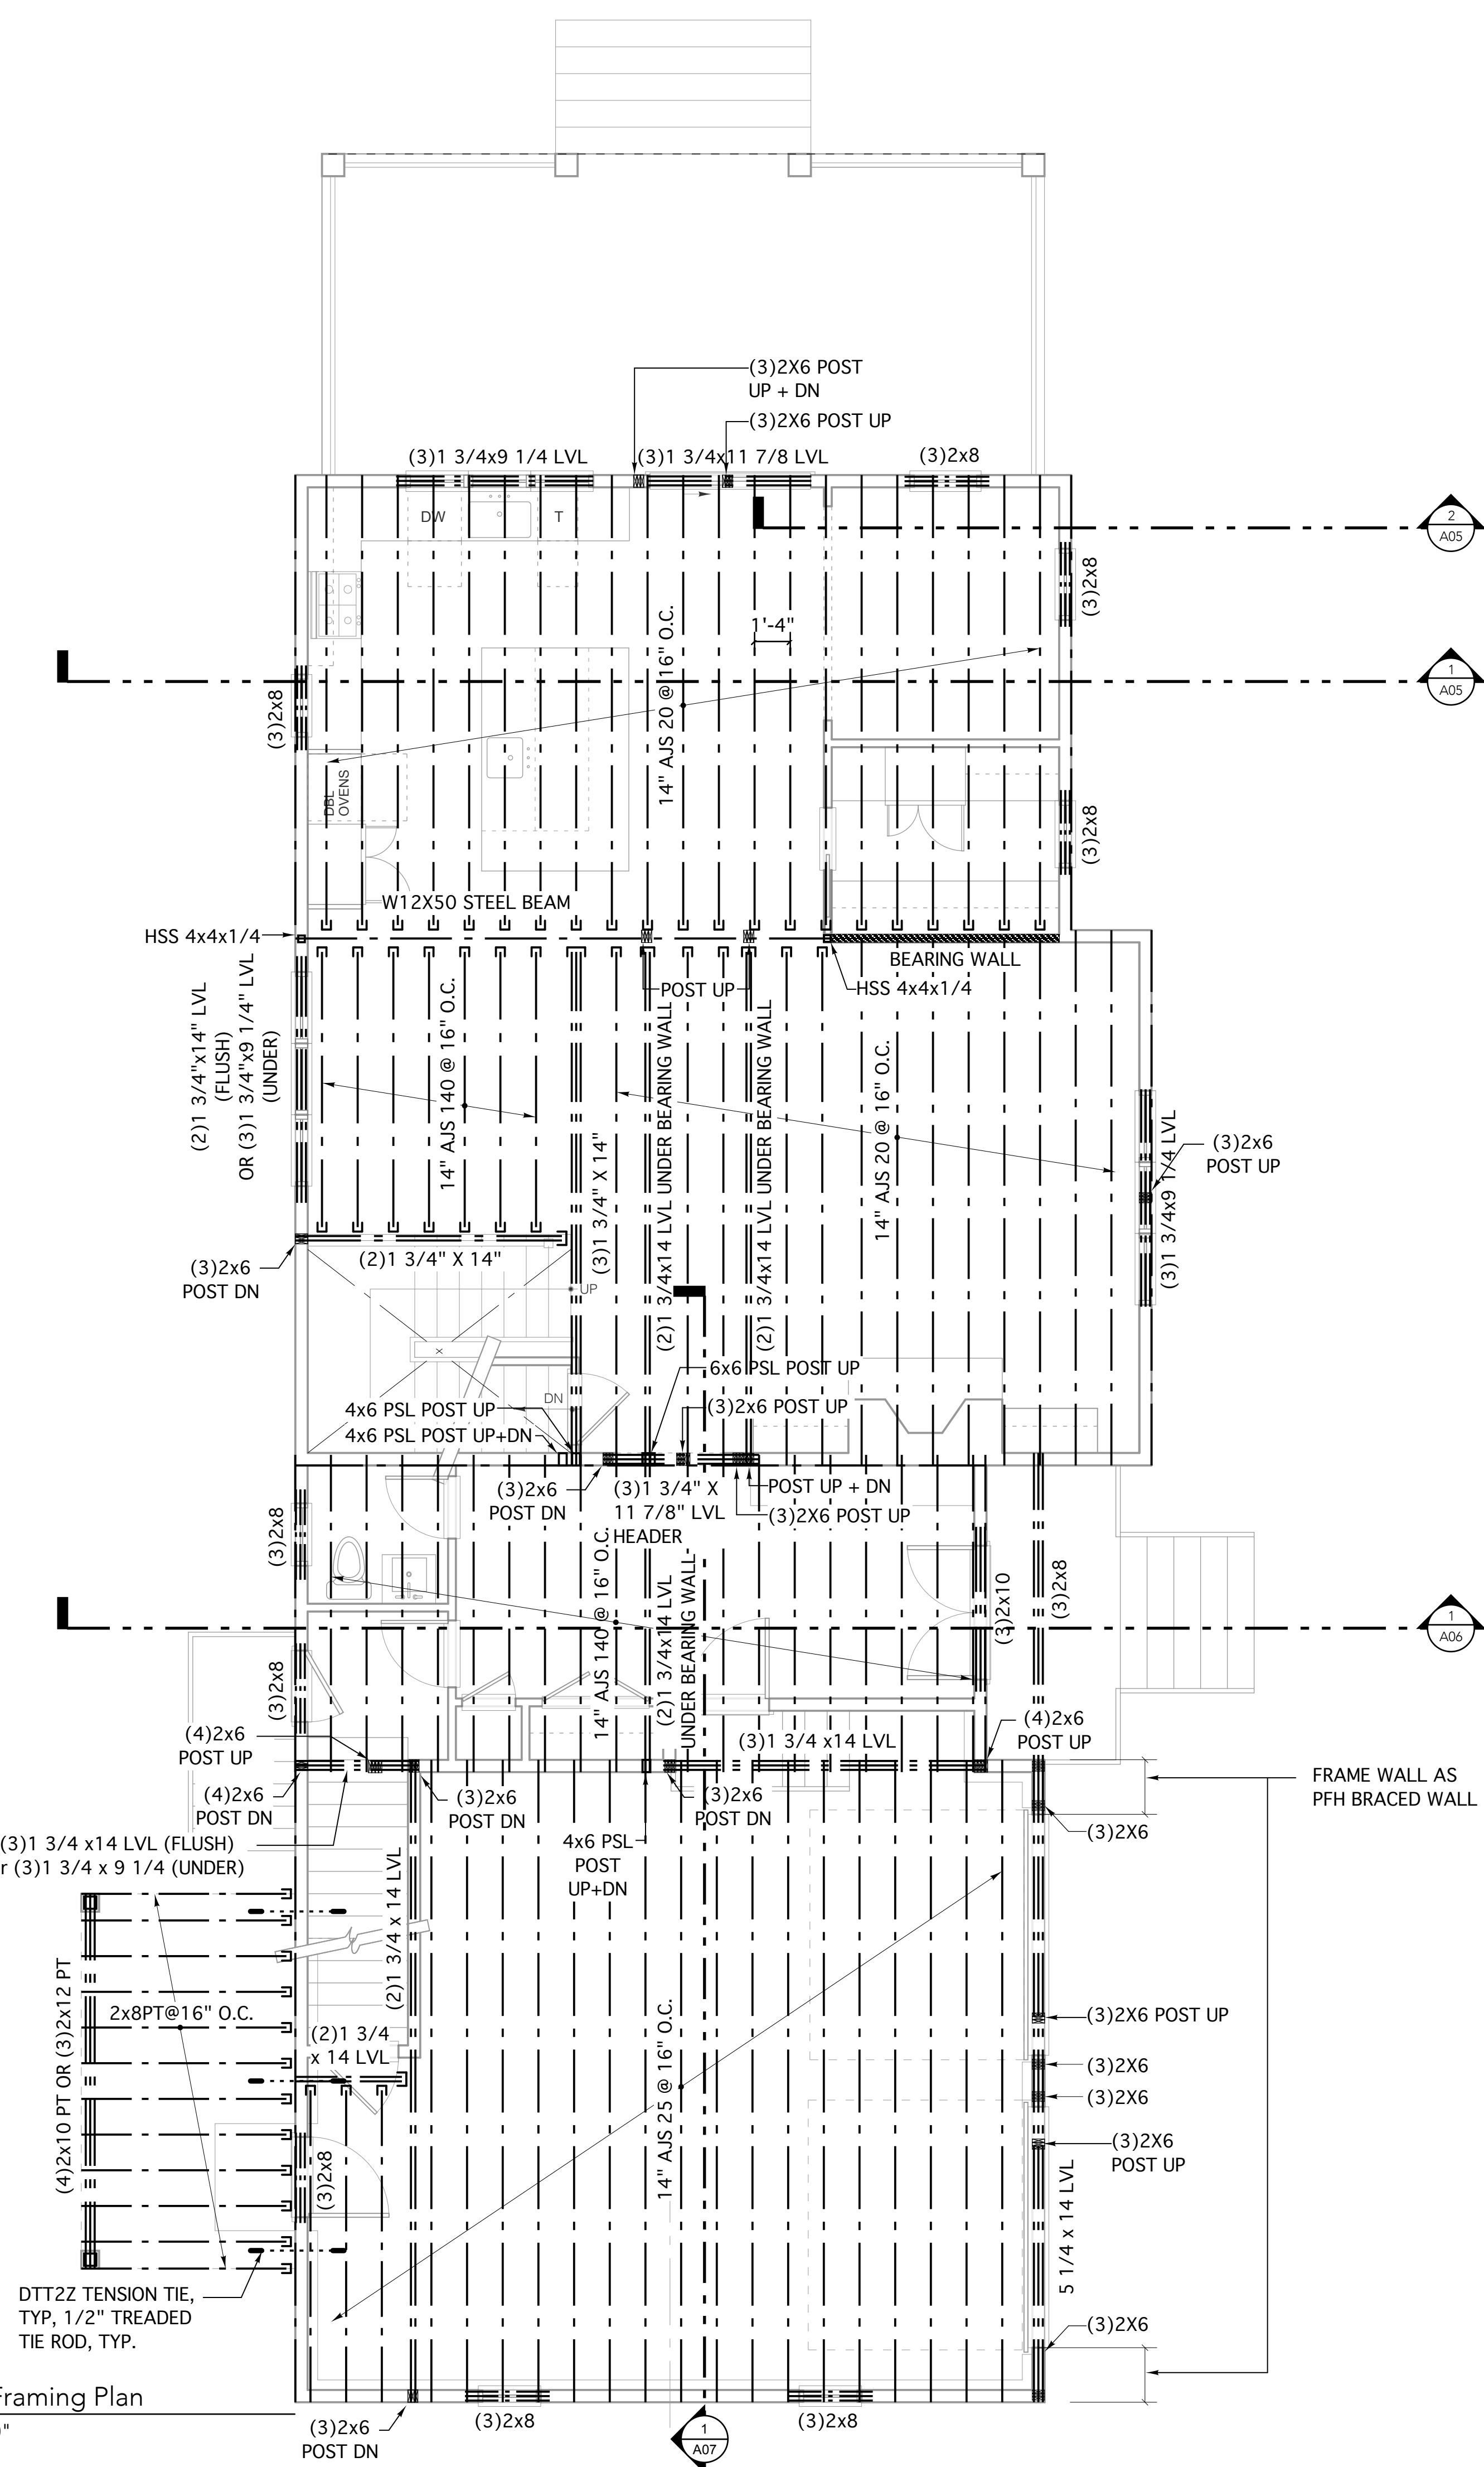 (3)2X6 POST
UP + DN
(3)2X6 POST UP
(3)1 3/4x9 1/4 LVL
(3)1 3/4x11 7/8 LVL
(3)2x8
DW
T
2
A05
(3)2x8
14" AJS 20 @ 16" O.C.
1'-4"
1
A05
(3)2x8
DBL
OVENS
(3)2x8
W12X50 STEEL BEAM
HSS 4x4x1/4
BEARING WALL
POST UP
HSS 4x4x1/4
(2)1 3/4"x14" LVL
(FLUSH)
OR (3)1 3/4"x9 1/4" LVL
(UNDER)
14" AJS 140 @ 16" O.C.
(3)1 3/4" X 14"
(2)1 3/4x14 LVL UNDER BEARING WALL
(2)1 3/4x14 LVL UNDER BEARING WALL
14" AJS 20 @ 16" O.C.
(3)1 3/4x9 1/4 LVL
(3)2x6
POST UP
(3)2x6
POST DN
(2)1 3/4" X 14"
UP
X
DN
6x6 PSL POST UP
4x6 PSL POST UP
(3)2x6 POST UP
4x6 PSL POST UP+DN
(3)2x6
POST DN
(3)1 3/4" X
11 7/8" LVL
HEADER
POST UP + DN
(3)2X6 POST UP
(3)2x8
14" AJS 140 @ 16" O.C.
(2)1 3/4x14 LVL
UNDER BEARING WALL
(3)2x10
(3)2x8
1
A06
(3)2x8
(4)2x6
POST UP
(3)1 3/4 x14 LVL
(4)2x6
POST UP
(4)2x6
POST DN
(3)2x6
POST DN
(3)2x6
POST DN
FRAME WALL AS
PFH BRACED WALL
(3)2X6
(3)1 3/4 x14 LVL (FLUSH)
r (3)1 3/4 x 9 1/4 (UNDER)
4x6 PSL
POST
UP+DN
(2)1 3/4 x 14 LVL
(4)2x10 PT OR (3)2x12 PT
2x8PT@16" O.C.
(2)1 3/4
x 14 LVL
14" AJS 25 @ 16" O.C.
(3)2X6 POST UP
(3)2X6
(3)2X6
(3)2X6
POST UP
(3)2x8
5 1/4 x 14 LVL
DTT2Z TENSION TIE,
TYP, 1/2" TREADED
TIE ROD, TYP.
(3)2X6
Framing Plan
(3)2x6
POST DN
(3)2x8
(3)2x8
1
A07